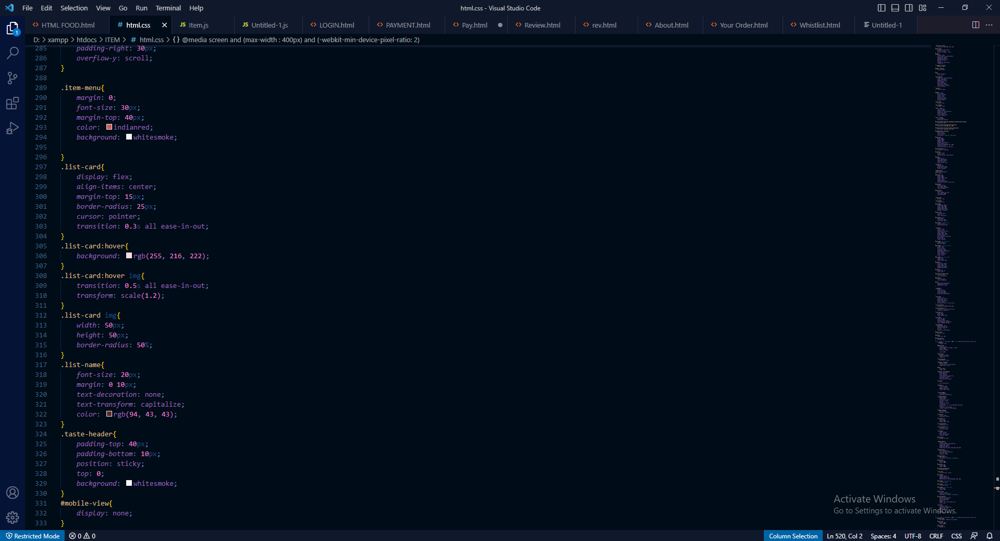 File Edit Selection View Go Run Terminal Help
html.css - Visual Studio Code
HTML FOOD.html # html.css JS Item.js JS Untitled-1.js LOGIN.html PAYMENT.html Pay.html Review.html rev.html About.html Your Order.html Whistlist.html Untitled-1
D: > xampp > htdocs > ITEM > # html.css > {} @media screen and (max-width : 400px) and (-webkit-min-device-pixel-ratio: 2)
285 padding-right: 30px;
286 overflow-y: scroll;
287 }
288
289 .item-menu{
290 margin: 0;
291 font-size: 30px;
292 margin-top: 40px;
293 color: indianred;
294 background: whitesmoke;
295
296 }
297 .list-card{
298 display: flex;
299 align-items: center;
300 margin-top: 15px;
301 border-radius: 25px;
302 cursor: pointer;
303 transition: 0.3s all ease-in-out;
304 }
305 .list-card:hover{
306 background: rgb(255, 216, 222);
307 }
308 .list-card:hover img{
309 transition: 0.5s all ease-in-out;
310 transform: scale(1.2);
311 }
312 .list-card img{
313 width: 50px;
314 height: 50px;
315 border-radius: 50%;
316 }
317 .list-name{
318 font-size: 20px;
319 margin: 0 10px;
320 text-decoration: none;
321 text-transform: capitalize;
322 color: rgb(94, 43, 43);
323 }
324 .taste-header{
325 padding-top: 40px;
326 padding-bottom: 10px;
327 position: sticky;
328 top: 0;
329 background: whitesmoke;
330 }
331 #mobile-view{
332 display: none;
333 }
1
Activate Windows
Go to Settings to activate Windows.
Restricted Mode 0 0 Column Selection Ln 520, Col 2 Spaces: 4 UTF-8 CRLF CSS